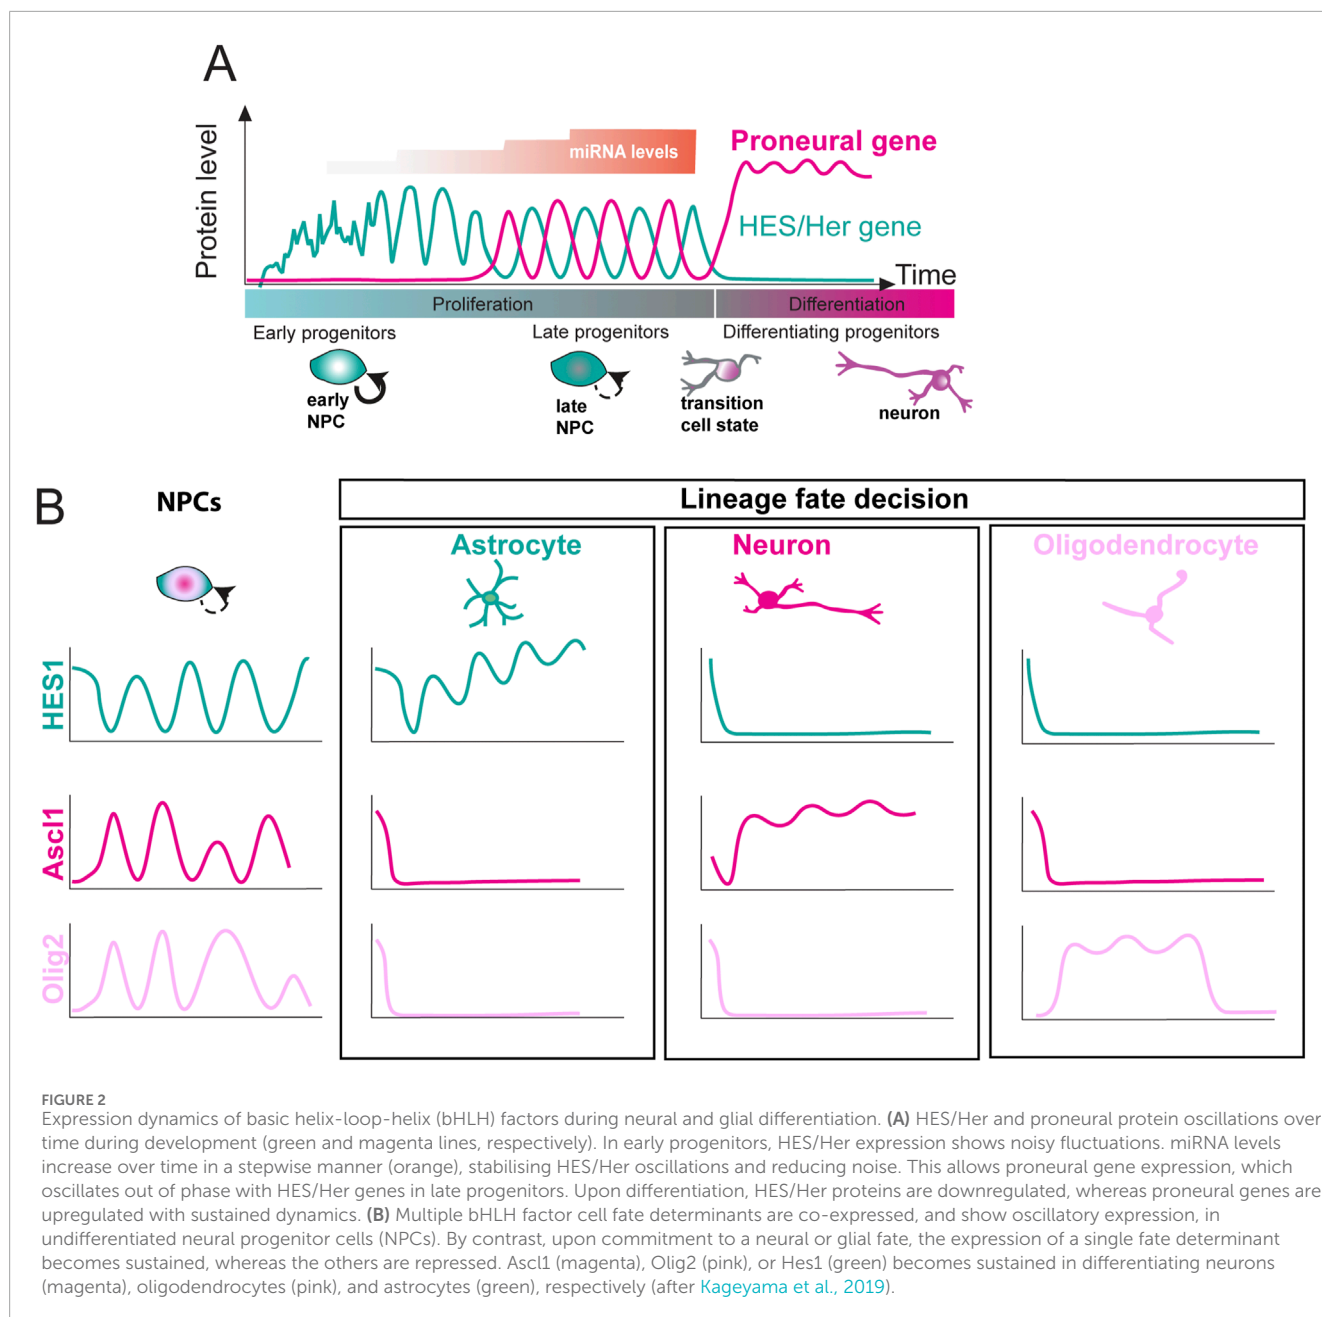 A
Protein level
miRNA levels
Proneural gene
HES/Her gene
Time
Proliferation
Differentiation
Early progenitors
Late progenitors
Differentiating progenitors
early
NPC
late
NPC
transition
cell state
neuron
B
NPCs
Lineage fate decision
Astrocyte
Neuron
Oligodendrocyte
HES1
Ascl1
Olig2
FIGURE 2
Expression dynamics of basic helix-loop-helix (bHLH) factors during neural and glial differentiation. (A) HES/Her and proneural protein oscillations over
time during development (green and magenta lines, respectively). In early progenitors, HES/Her expression shows noisy fluctuations. miRNA levels
increase over time in a stepwise manner (orange), stabilising HES/Her oscillations and reducing noise. This allows proneural gene expression, which
oscillates out of phase with HES/Her genes in late progenitors. Upon differentiation, HES/Her proteins are downregulated, whereas proneural genes are
upregulated with sustained dynamics. (B) Multiple bHLH factor cell fate determinants are co-expressed, and show oscillatory expression, in
undifferentiated neural progenitor cells (NPCs). By contrast, upon commitment to a neural or glial fate, the expression of a single fate determinant
becomes sustained, whereas the others are repressed. Ascl1 (magenta), Olig2 (pink), or Hes1 (green) becomes sustained in differentiating neurons
(magenta), oligodendrocytes (pink), and astrocytes (green), respectively (after Kageyama et al., 2019).